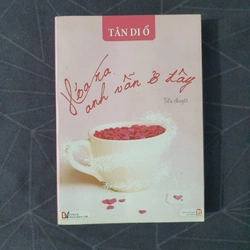 TÂN DI Ổ
Hóa ra
anh vẫn ở đây
Tiểu thuyết